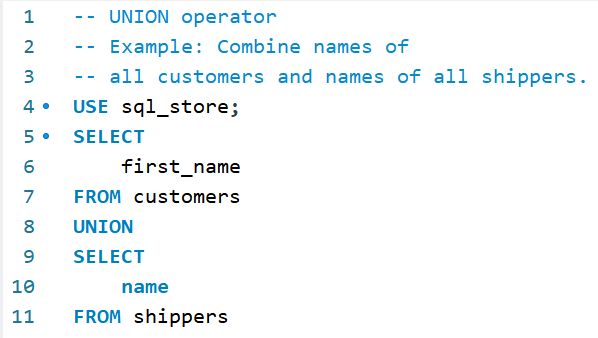 1 -- UNION operator
2 -- Example: Combine names of
3 -- all customers and names of all shippers.
4 • USE sql_store;
5 • SELECT
6 first_name
7 FROM customers
8 UNION
9 SELECT
10 name
11 FROM shippers